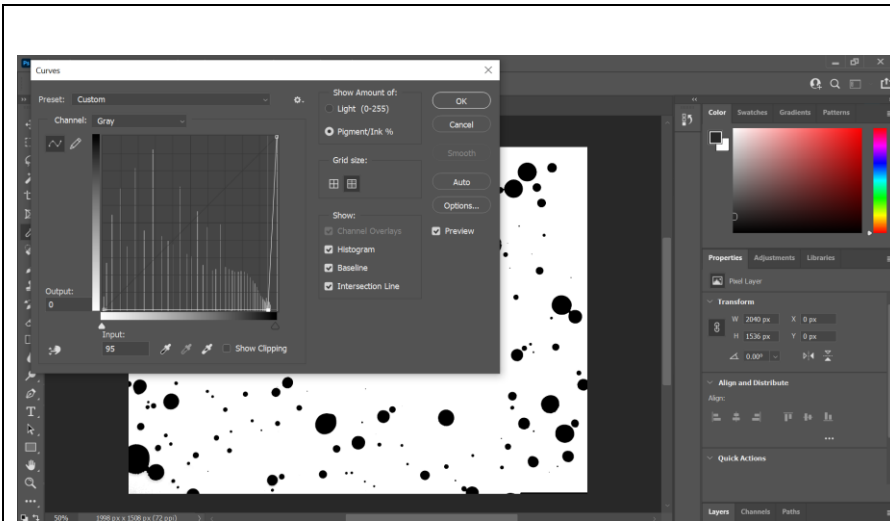 Ps
Curves
Preset: Custom
Channel: Gray
Output:
0
Input:
95
Show Clipping
Show Amount of:
Light (0-255)
Pigment/Ink %
Grid size:
Show:
Channel Overlays
Histogram
Baseline
Intersection Line
OK
Cancel
Smooth
Auto
Options...
Preview
Color Swatches Gradients Patterns
Properties Adjustments Libraries
Pixel Layer
Transform
W 2040 px X 0 px
H 1536 px Y 0 px
0.00°
Align and Distribute
Align:
Quick Actions
Layers Channels Paths
50% 1998 px x 1508 px (72 ppi)